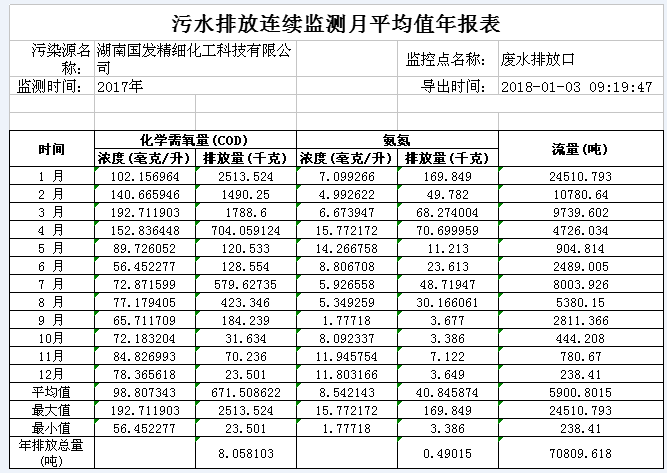 污水排放连续监测月平均值年报表
污染源名称: 湖南国发精细化工科技有限公司 监控点名称: 废水排放口
监测时间: 2017年 导出时间: 2018-01-03 09:19:47
时间 化学需氧量(COD) 氨氮 流量(吨)
浓度(毫克/升) 排放量(千克) 浓度(毫克/升) 排放量(千克)
1 月 102.156964 2513.524 7.099266 169.849 24510.793
2 月 140.665946 1490.25 4.992622 49.782 10780.64
3 月 192.711903 1788.6 6.673947 68.274004 9739.602
4 月 152.836448 704.059124 15.772172 70.699959 4726.034
5 月 89.726052 120.533 14.266758 11.213 904.814
6 月 56.452277 128.554 8.806708 23.613 2489.005
7 月 72.871599 579.62735 5.926558 48.71947 8003.926
8 月 77.179405 423.346 5.349259 30.166061 5380.15
9 月 65.711709 184.239 1.77718 3.677 2811.366
10月 72.183204 31.634 8.092337 3.386 444.208
11月 84.826993 70.236 11.945754 7.122 780.67
12月 78.365618 23.501 11.803166 3.649 238.41
平均值 98.807343 671.508622 8.542143 40.845874 5900.8015
最大值 192.711903 2513.524 15.772172 169.849 24510.793
最小值 56.452277 23.501 1.77718 3.386 238.41
年排放总量(吨) 8.058103 0.49015 70809.618